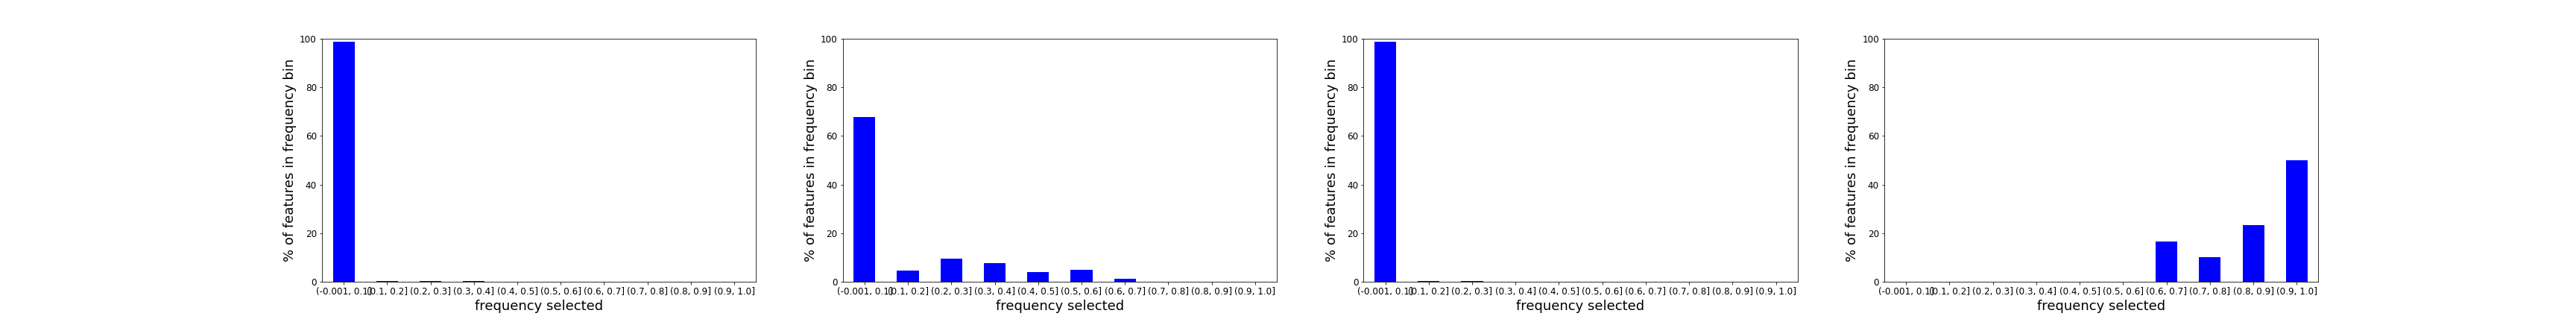 % of features in frequency bin
100
80
60
40
20
0
(-0.001, 0.1] (0.1, 0.2] (0.2, 0.3] (0.3, 0.4] (0.4, 0.5] (0.5, 0.6] (0.6, 0.7] (0.7, 0.8] (0.8, 0.9] (0.9, 1.0]
frequency selected
% of features in frequency bin
100
80
60
40
20
0
(-0.001, 0.1] (0.1, 0.2] (0.2, 0.3] (0.3, 0.4] (0.4, 0.5] (0.5, 0.6] (0.6, 0.7] (0.7, 0.8] (0.8, 0.9] (0.9, 1.0]
frequency selected
% of features in frequency bin
100
80
60
40
20
0
(-0.001, 0.1] (0.1, 0.2] (0.2, 0.3] (0.3, 0.4] (0.4, 0.5] (0.5, 0.6] (0.6, 0.7] (0.7, 0.8] (0.8, 0.9] (0.9, 1.0]
frequency selected
% of features in frequency bin
100
80
60
40
20
0
(-0.001, 0.1] (0.1, 0.2] (0.2, 0.3] (0.3, 0.4] (0.4, 0.5] (0.5, 0.6] (0.6, 0.7] (0.7, 0.8] (0.8, 0.9] (0.9, 1.0]
frequency selected